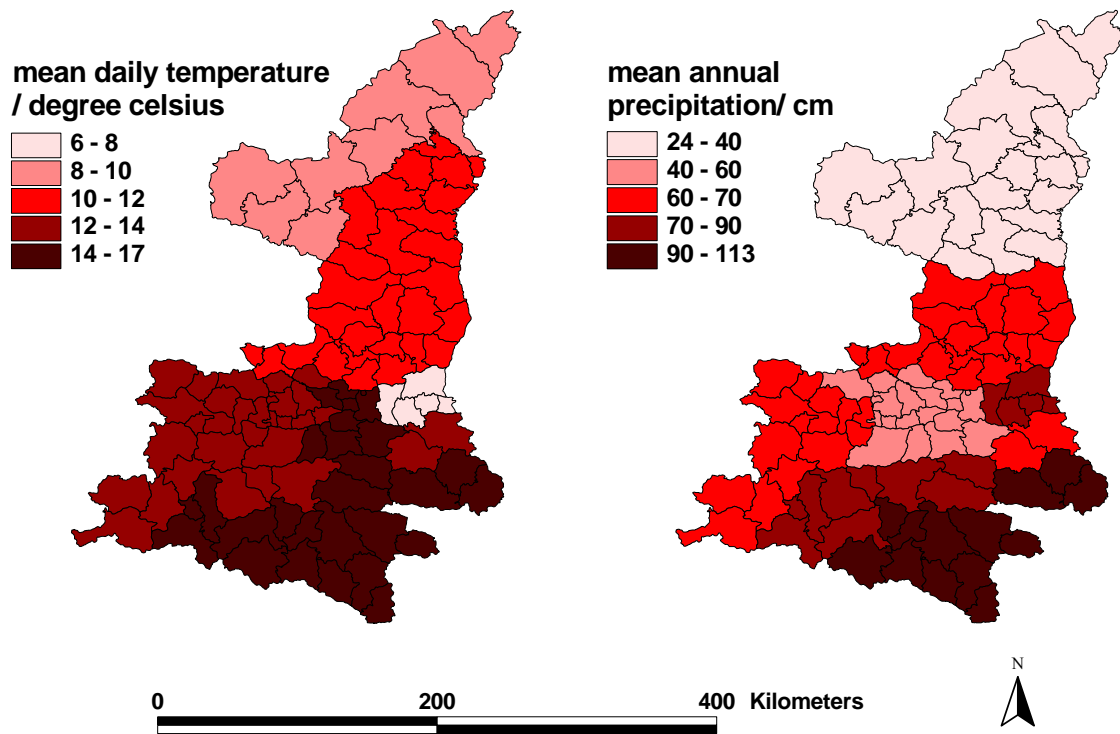 mean daily temperature
/ degree celsius
6 - 8
8 - 10
10 - 12
12 - 14
14 - 17
mean annual
precipitation/ cm
24 - 40
40 - 60
60 - 70
70 - 90
90 - 113
0
200
400 Kilometers
N